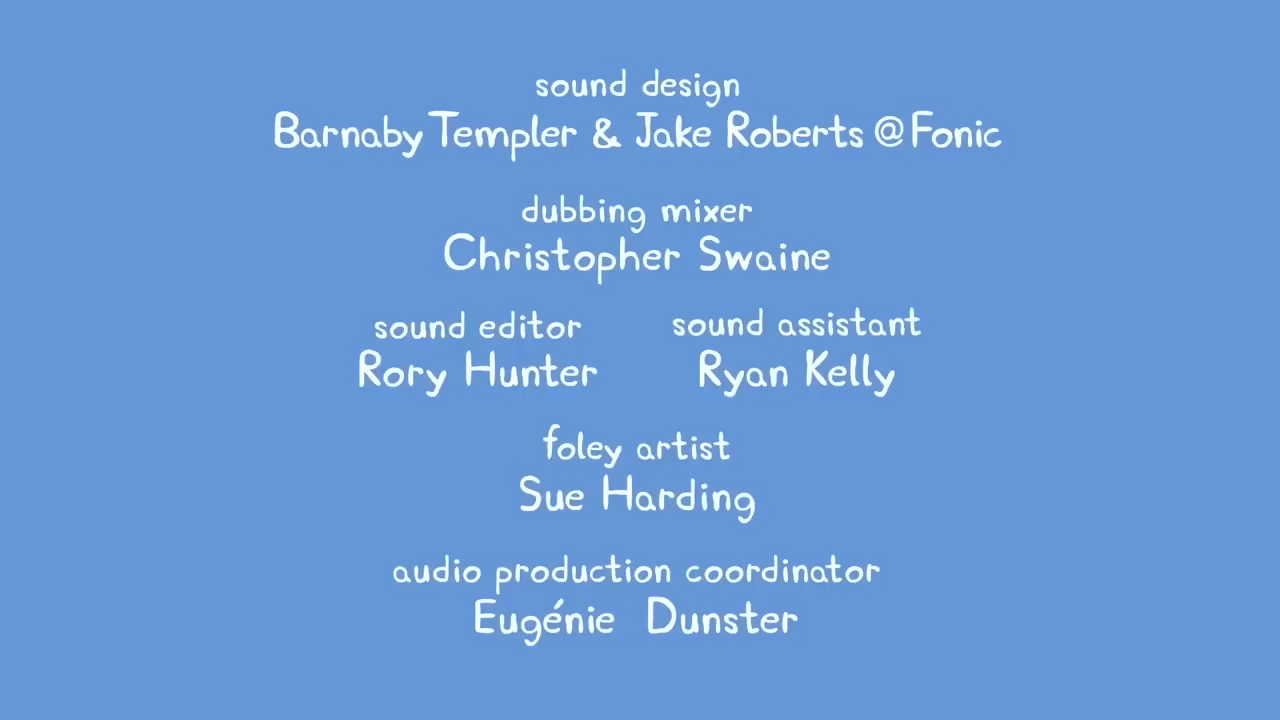 sound design
Barnaby Templer & Jake Roberts @ Fonic
dubbing mixer
Christopher Swaine
sound editor
Rory Hunter
sound assistant
Ryan Kelly
foley artist
Sue Harding
audio production coordinator
Eugénie Dunster